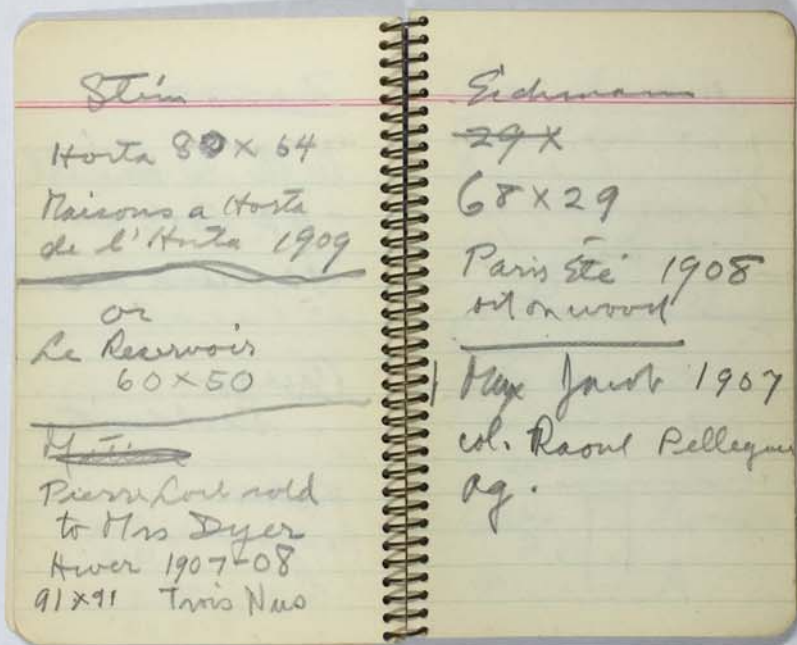 Stein
Horta 80 x 64
Maisons a Horta
de l'Horta 1909
or
Le Reservoir
60 x 50
Pierre Loeb sold
to Mrs Dyer
Hiver 1907-08
91 x 91 Trois Nus
Eichmann
29 x
68 x 29
Paris Été 1908
oil on wood
Max Jacob 1907
col. Raoul Pellequer